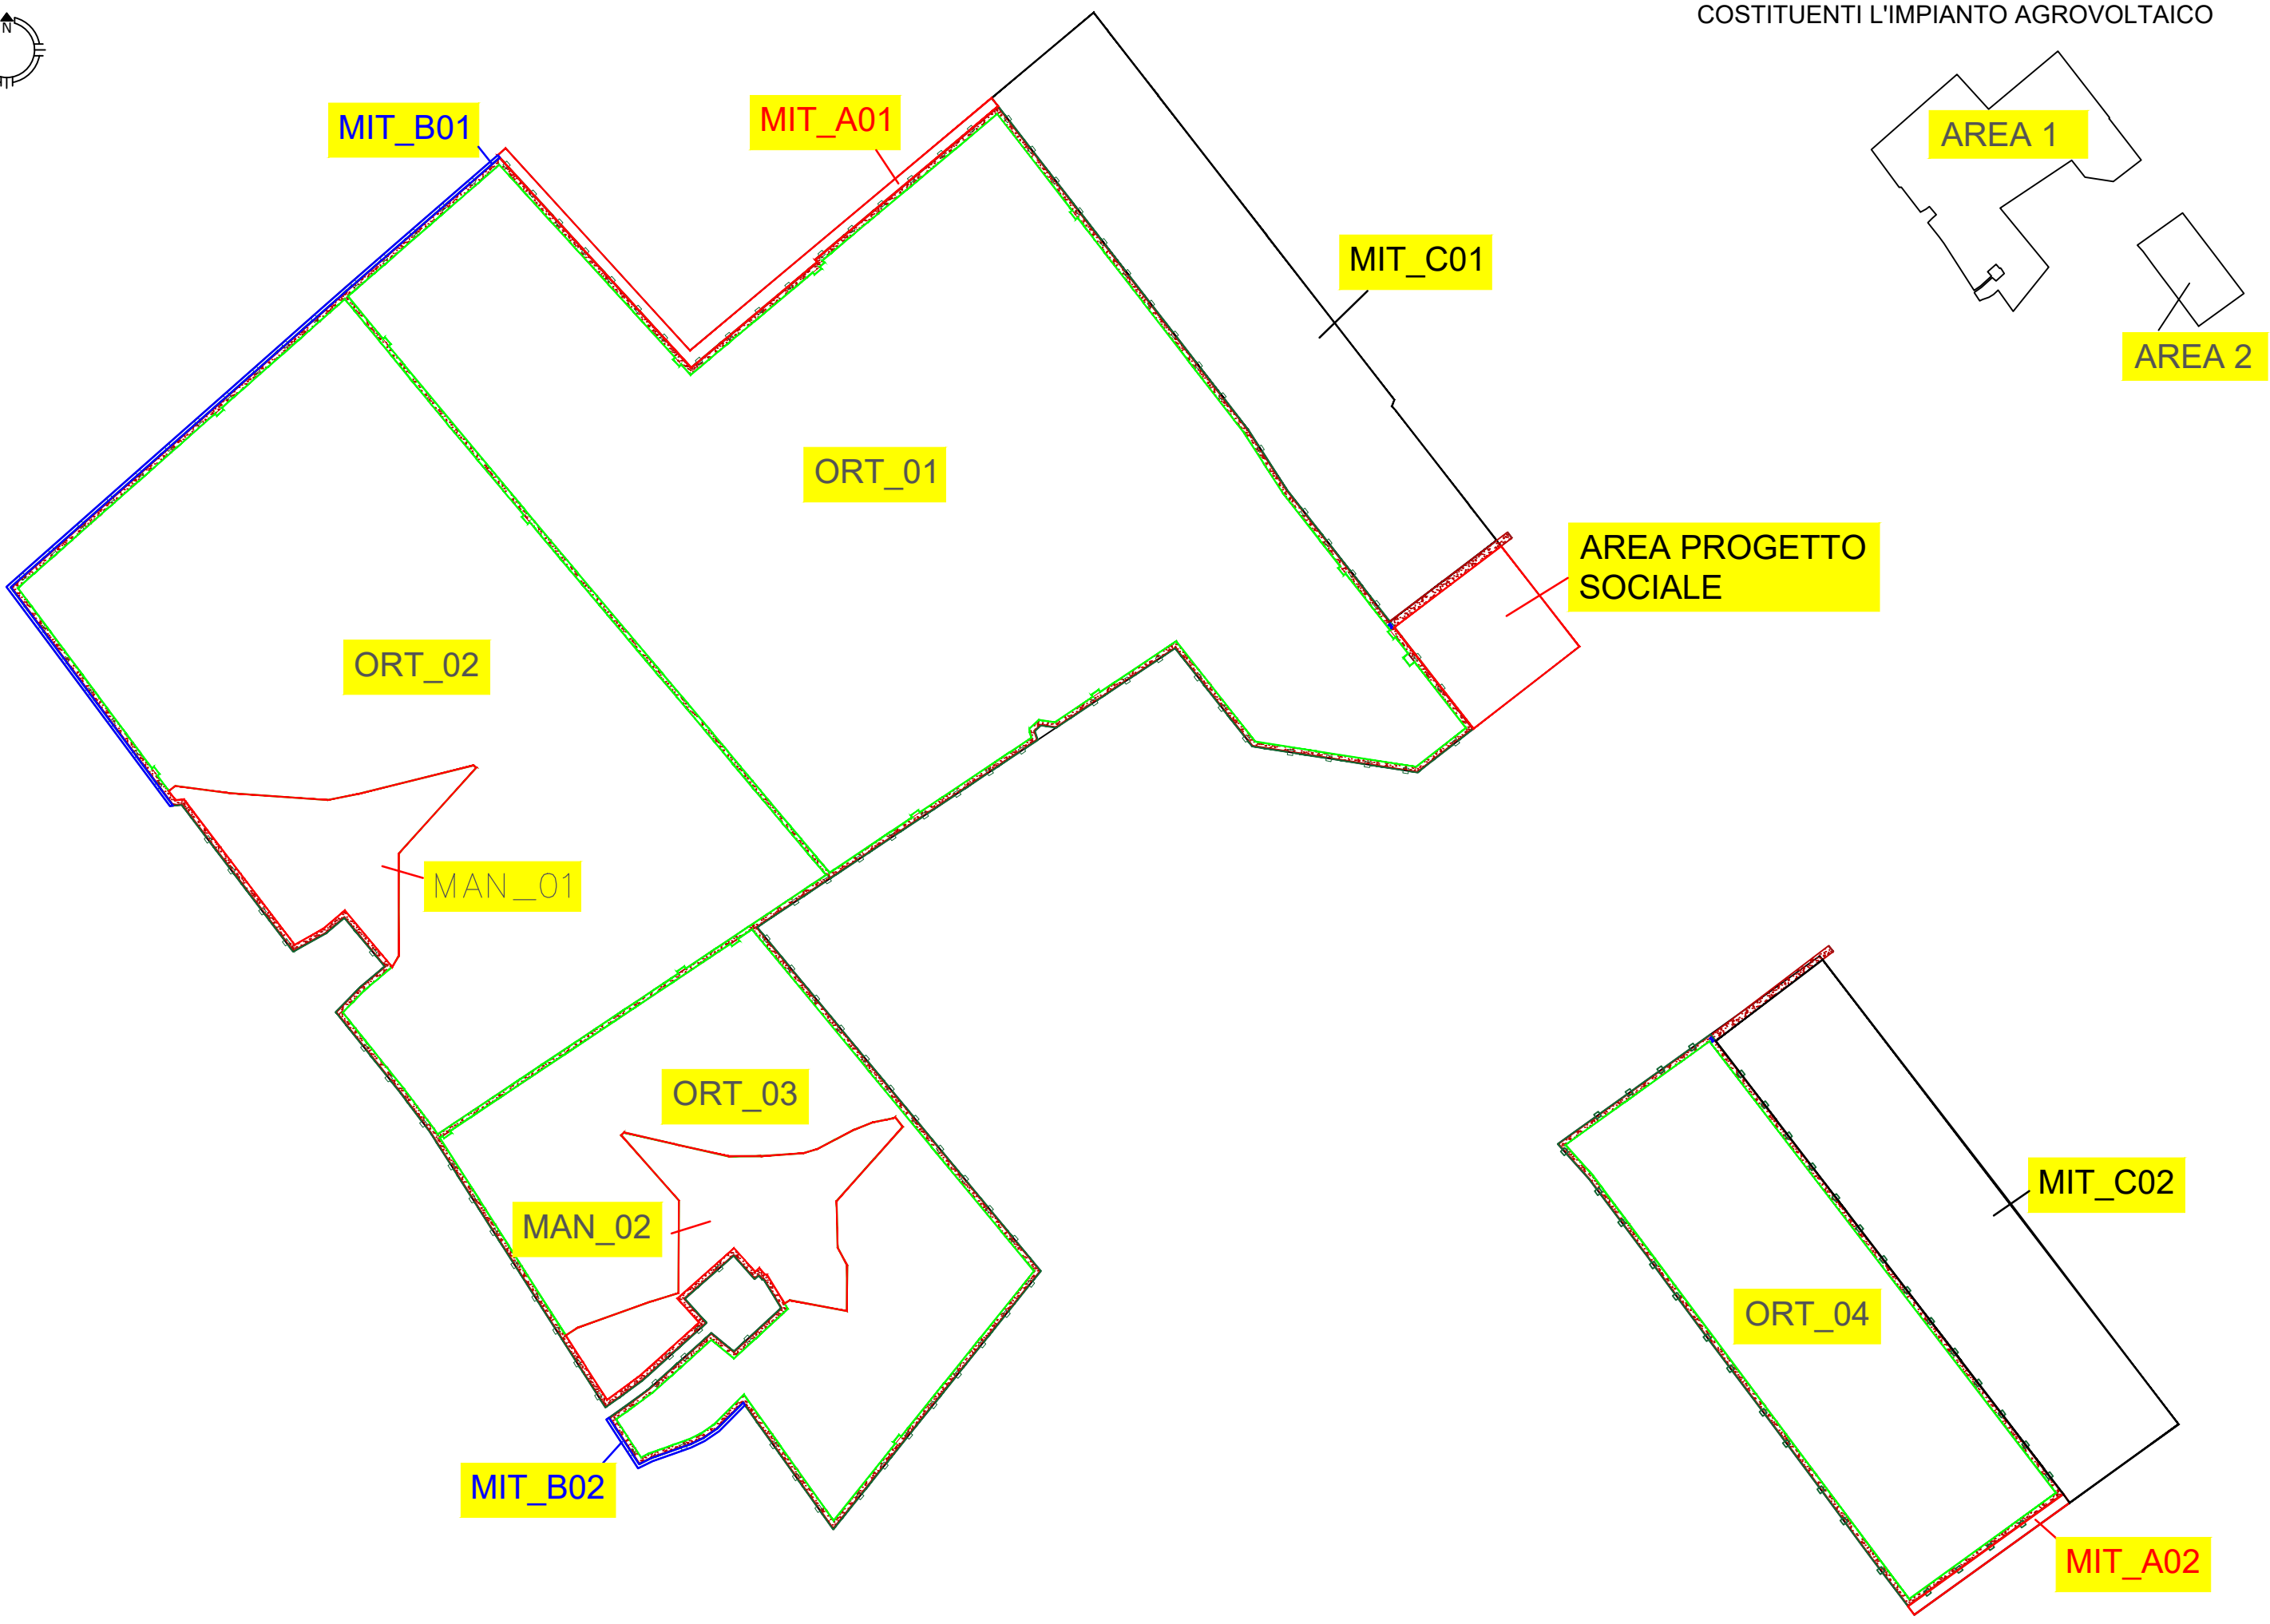 COSTITUENTI L'IMPIANTO AGROVOLTAICO
N
MIT_B01
MIT_A01
AREA 1
MIT_C01
AREA 2
ORT_01
AREA PROGETTO
SOCIALE
ORT_02
MAN_01
ORT_03
MIT_C02
MAN_02
ORT_04
MIT_B02
MIT_A02